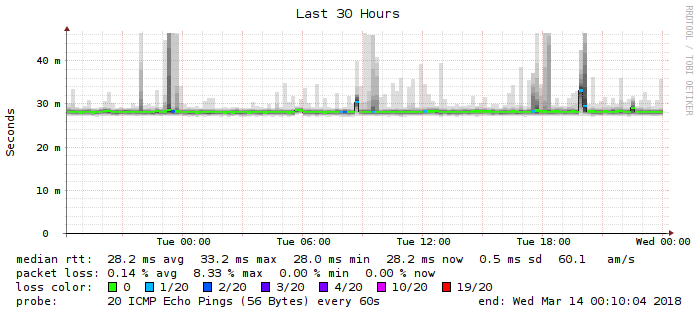 Last 30 Hours
RRDTOOL / TOBI OETIKER
Seconds
40 m
30 m
20 m
10 m
0
Tue 00:00 Tue 06:00 Tue 12:00 Tue 18:00 Wed 00:00
median rtt: 28.2 ms avg 33.2 ms max 28.0 ms min 28.2 ms now 0.5 ms sd 60.1 am/s
packet loss: 0.14 % avg 8.33 % max 0.00 % min 0.00 % now
loss color: 0 1/20 2/20 3/20 4/20 10/20 19/20
probe: 20 ICMP Echo Pings (56 Bytes) every 60s end: Wed Mar 14 00:10:04 2018